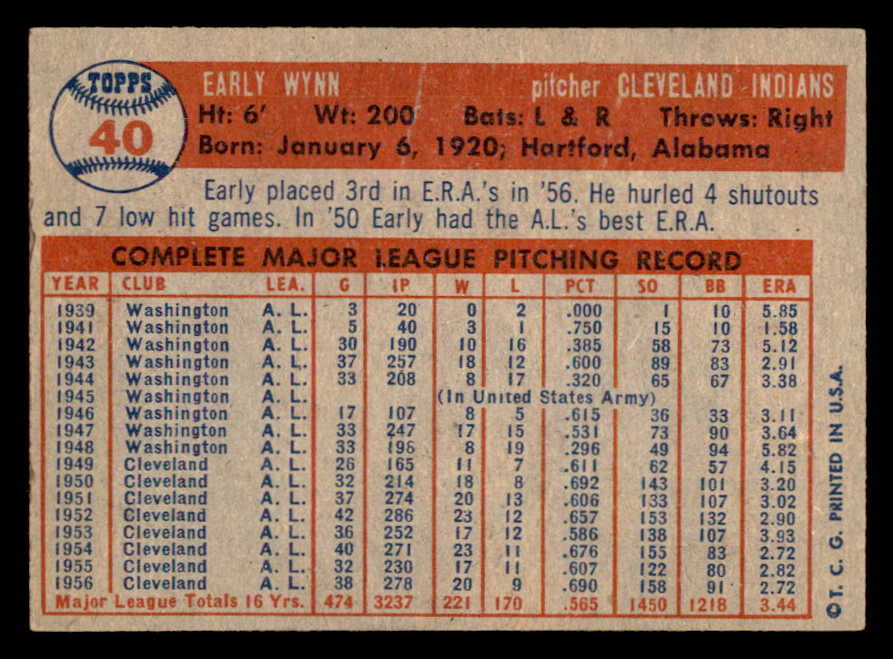 TOPPS
40
EARLY WYNN pitcher CLEVELAND INDIANS
Ht: 6' Wt: 200 Bats: L & R Throws: Right
Born: January 6, 1920; Hartford, Alabama
Early placed 3rd in E.R.A.'s in '56. He hurled 4 shutouts
and 7 low hit games. In '50 Early had the A.L.'s best E.R.A.
COMPLETE MAJOR LEAGUE PITCHING RECORD
YEAR CLUB LEA. G IP W L PCT SO BB ERA
1939 Washington A. L. 3 20 0 2 .000 1 10 5.85
1941 Washington A. L. 5 40 3 1 .750 15 10 1.58
1942 Washington A. L. 30 190 10 16 .385 58 73 5.12
1943 Washington A. L. 37 257 18 12 .600 89 83 2.91
1944 Washington A. L. 33 208 8 17 .320 65 67 3.38
1945 Washington A. L. (In United States Army)
1946 Washington A. L. 17 107 8 5 .615 36 33 3.11
1947 Washington A. L. 33 247 17 15 .531 73 90 3.64
1948 Washington A. L. 33 198 8 19 .296 49 94 5.82
1949 Cleveland A. L. 26 165 11 7 .611 62 57 4.15
1950 Cleveland A. L. 32 214 18 8 .692 143 101 3.20
1951 Cleveland A. L. 37 274 20 13 .606 133 107 3.02
1952 Cleveland A. L. 42 286 23 12 .657 153 132 2.90
1953 Cleveland A. L. 36 252 17 12 .586 138 107 3.93
1954 Cleveland A. L. 40 271 23 11 .676 155 83 2.72
1955 Cleveland A. L. 32 230 17 11 .607 122 80 2.82
1956 Cleveland A. L. 38 278 20 9 .690 158 91 2.72
Major League Totals 16 Yrs. 474 3237 221 170 .565 1450 1218 3.44
©T. C. G. PRINTED IN U.S.A.